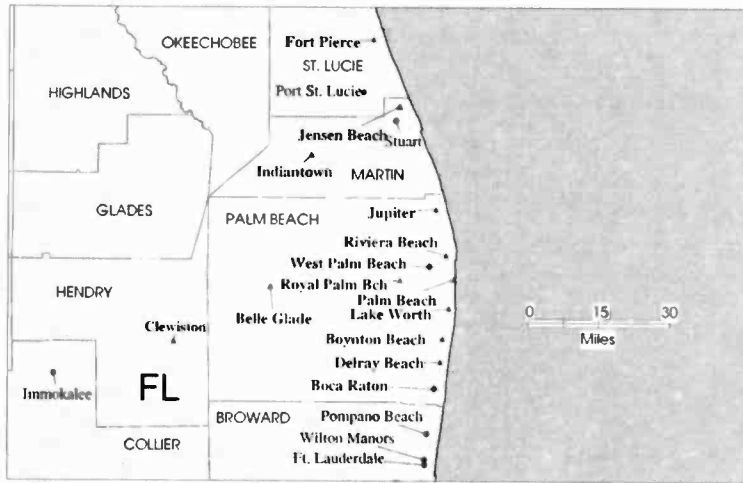 OKEECHOBEE
Fort Pierce
ST. LUCIE
HIGHLANDS
Port St. Lucie
Jensen Beach
Stuart
Indiantown
MARTIN
GLADES
PALM BEACH
Jupiter
Riviera Beach
West Palm Beach
HENDRY
Royal Palm Bch
Palm Beach
Lake Worth
Belle Glade
0 15 30
Miles
Clewiston
Boynton Beach
Delray Beach
Immokalee
FL
Boca Raton
BROWARD
Pompano Beach
COLLIER
Wilton Manors
Ft. Lauderdale